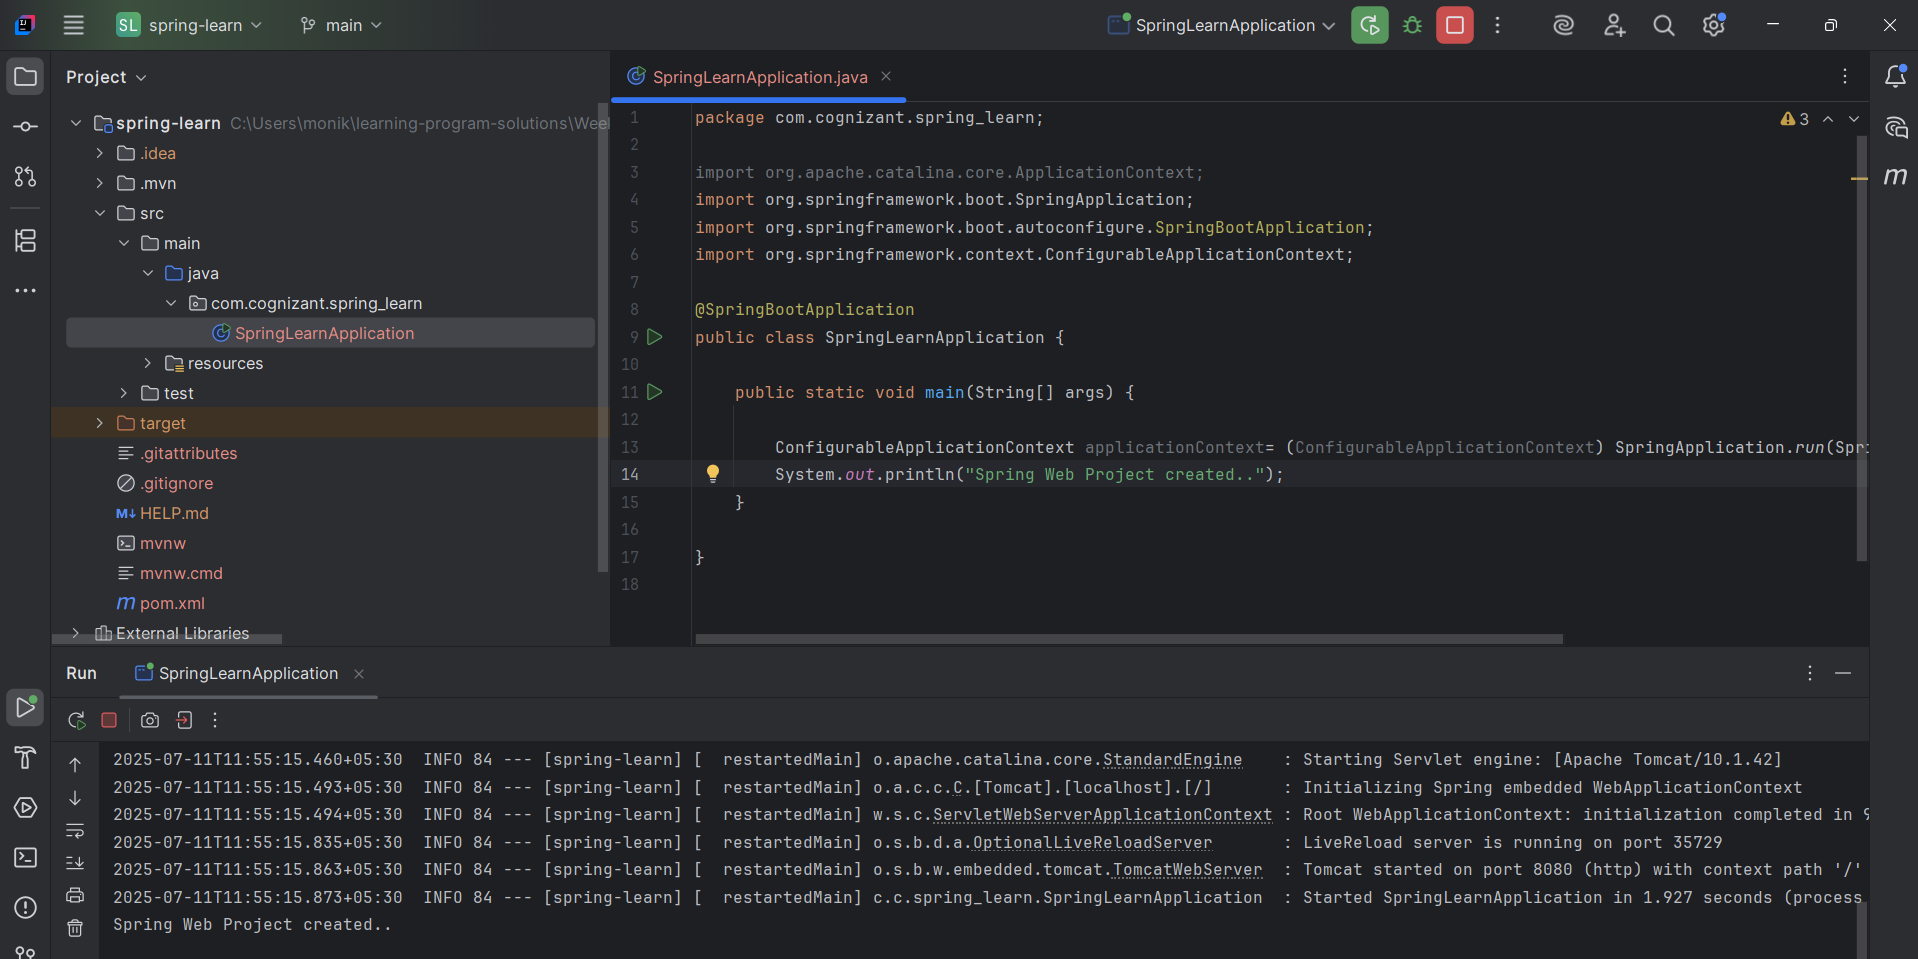 SL spring-learn main SpringLearnApplication
Project
spring-learn C:\Users\monik\learning-program-solutions\Wee
.idea
.mvn
src
main
java
com.cognizant.spring_learn
SpringLearnApplication
resources
test
target
.gitattributes
.gitignore
M↓ HELP.md
mvnw
mvnw.cmd
m pom.xml
External Libraries
SpringLearnApplication.java
3
1 package com.cognizant.spring_learn;
2
3 import org.apache.catalina.core.ApplicationContext;
4 import org.springframework.boot.SpringApplication;
5 import org.springframework.boot.autoconfigure.SpringBootApplication;
6 import org.springframework.context.ConfigurableApplicationContext;
7
8 @SpringBootApplication
9 public class SpringLearnApplication {
10
11 public static void main(String[] args) {
12
13 ConfigurableApplicationContext applicationContext= (ConfigurableApplicationContext) SpringApplication.run(Spr
14 System.out.println("Spring Web Project created..");
15 }
16
17 }
18
m
Run SpringLearnApplication
2025-07-11T11:55:15.460+05:30 INFO 84 --- [spring-learn] [ restartedMain] o.apache.catalina.core.StandardEngine : Starting Servlet engine: [Apache Tomcat/10.1.42]
2025-07-11T11:55:15.493+05:30 INFO 84 --- [spring-learn] [ restartedMain] o.a.c.c.C.[Tomcat].[localhost].[/] : Initializing Spring embedded WebApplicationContext
2025-07-11T11:55:15.494+05:30 INFO 84 --- [spring-learn] [ restartedMain] w.s.c.ServletWebServerApplicationContext : Root WebApplicationContext: initialization completed in 9
2025-07-11T11:55:15.835+05:30 INFO 84 --- [spring-learn] [ restartedMain] o.s.b.d.a.OptionalLiveReloadServer : LiveReload server is running on port 35729
2025-07-11T11:55:15.863+05:30 INFO 84 --- [spring-learn] [ restartedMain] o.s.b.w.embedded.tomcat.TomcatWebServer : Tomcat started on port 8080 (http) with context path '/'
2025-07-11T11:55:15.873+05:30 INFO 84 --- [spring-learn] [ restartedMain] c.c.spring_learn.SpringLearnApplication : Started SpringLearnApplication in 1.927 seconds (process
Spring Web Project created..